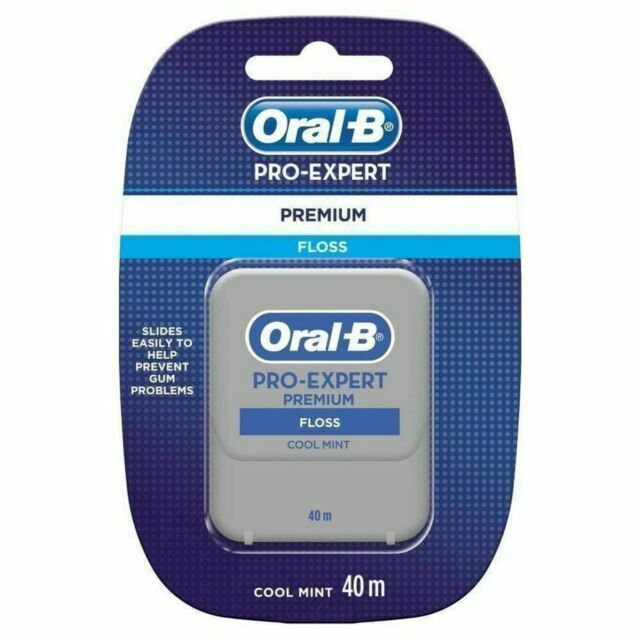 Oral-B®
PRO-EXPERT
PREMIUM
FLOSS
SLIDES
EASILY TO
HELP
PREVENT
GUM
PROBLEMS
Oral-B®
PRO-EXPERT
PREMIUM
FLOSS
COOL MINT
40 m
COOL MINT 40 m